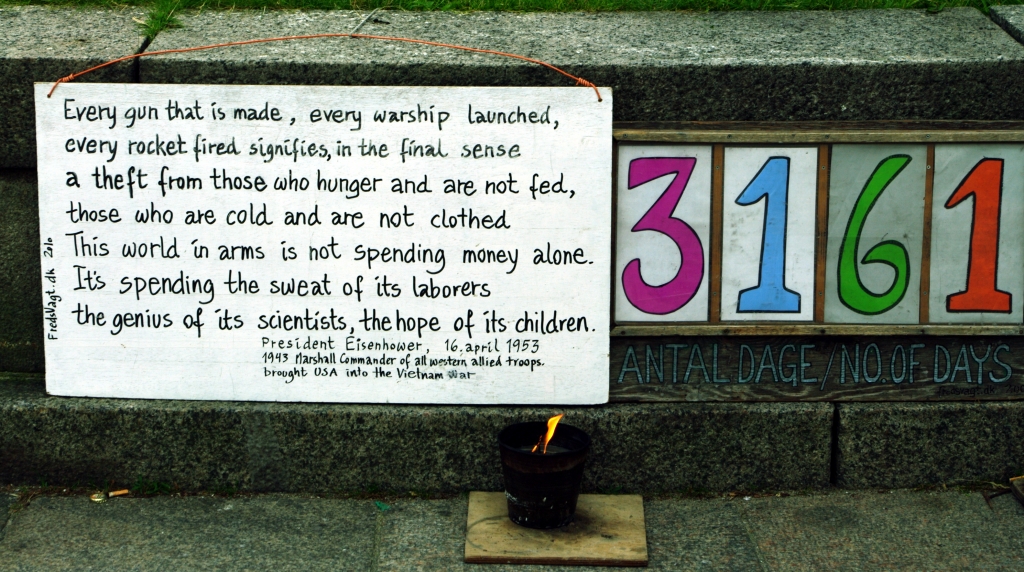 Every gun that is made, every warship launched,
every rocket fired signifies, in the final sense
a theft from those who hunger and are not fed,
those who are cold and are not clothed
This world in arms is not spending money alone.
It's spending the sweat of its laborers
the genius of its scientists, the hope of its children.
President Eisenhower, 16. april 1953
1943 Marshall Commander of all western allied troops.
brought USA into the Vietnam War
FredsVagt.dk 2010
3161
ANTAL DAGE/NO. OF DAYS